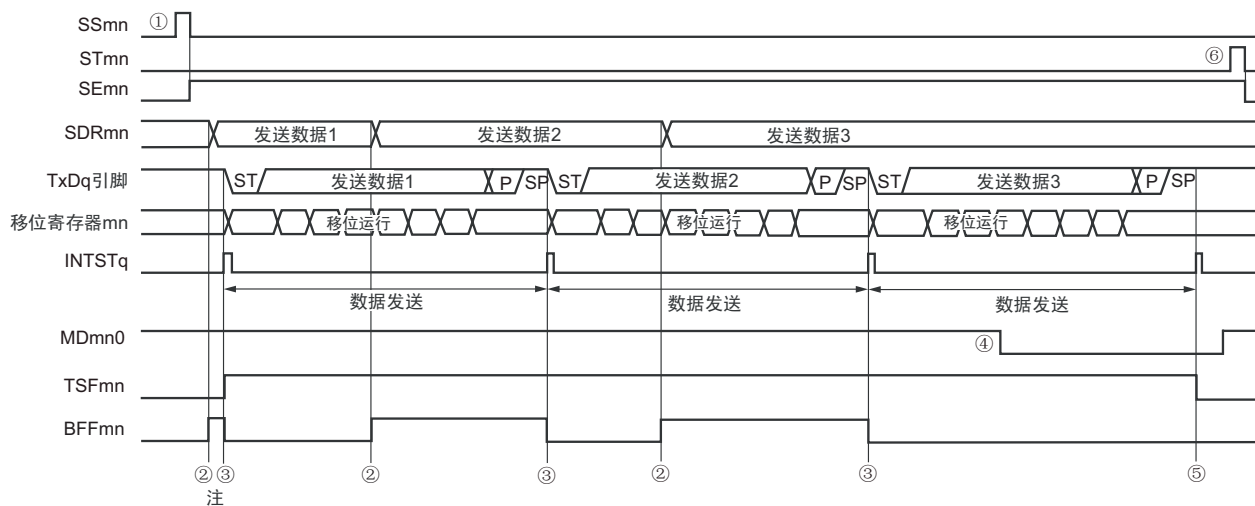 SSmn ①
STmn ⑥
SEmn
SDRmn 发送数据1 发送数据2 发送数据3
TxDq引脚 ST 发送数据1 P SP ST 发送数据2 P SP ST 发送数据3 P SP
移位寄存器mn 移位运行 移位运行 移位运行
INTSTq
数据发送 数据发送 数据发送
MDmn0 ④
TSFmn
BFFmn
②③ ② ③ ② ③ ⑤
注